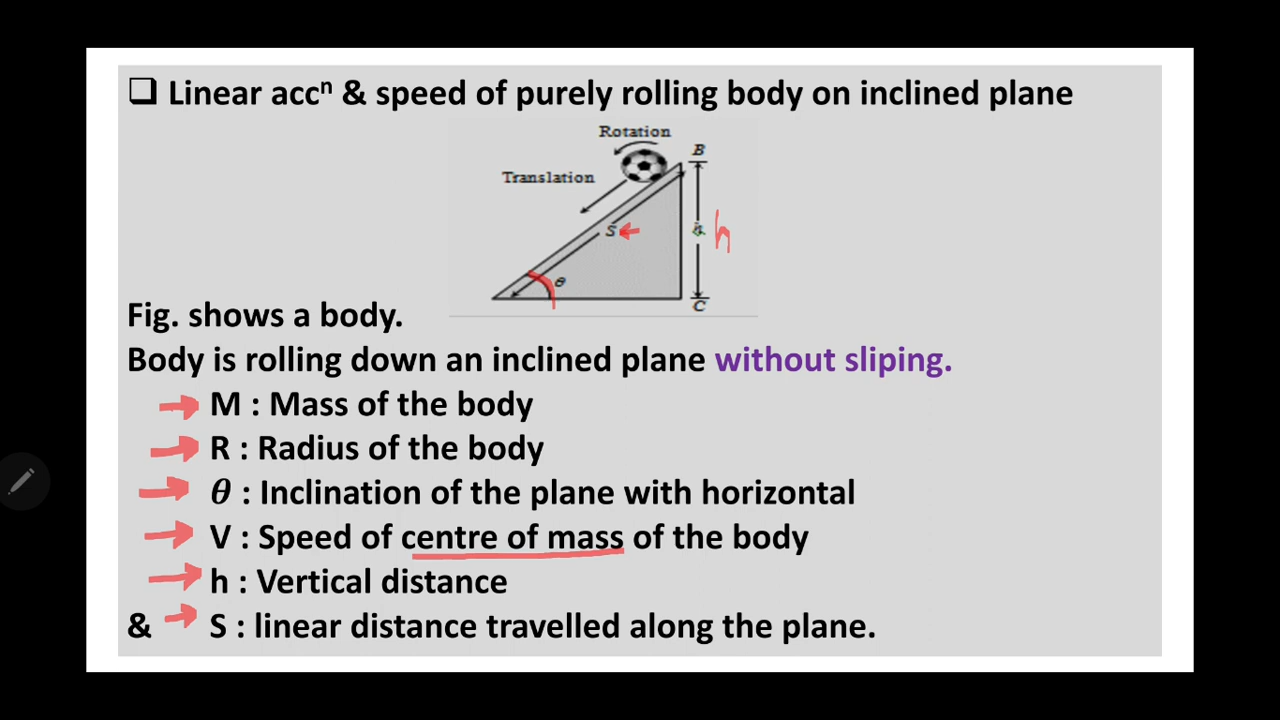 ❑ Linear accⁿ & speed of purely rolling body on inclined plane
Rotation
B
Translation
S
h
h
θ
C
Fig. shows a body.
Body is rolling down an inclined plane without sliping.
M : Mass of the body
R : Radius of the body
θ : Inclination of the plane with horizontal
V : Speed of centre of mass of the body
h : Vertical distance
& S : linear distance travelled along the plane.